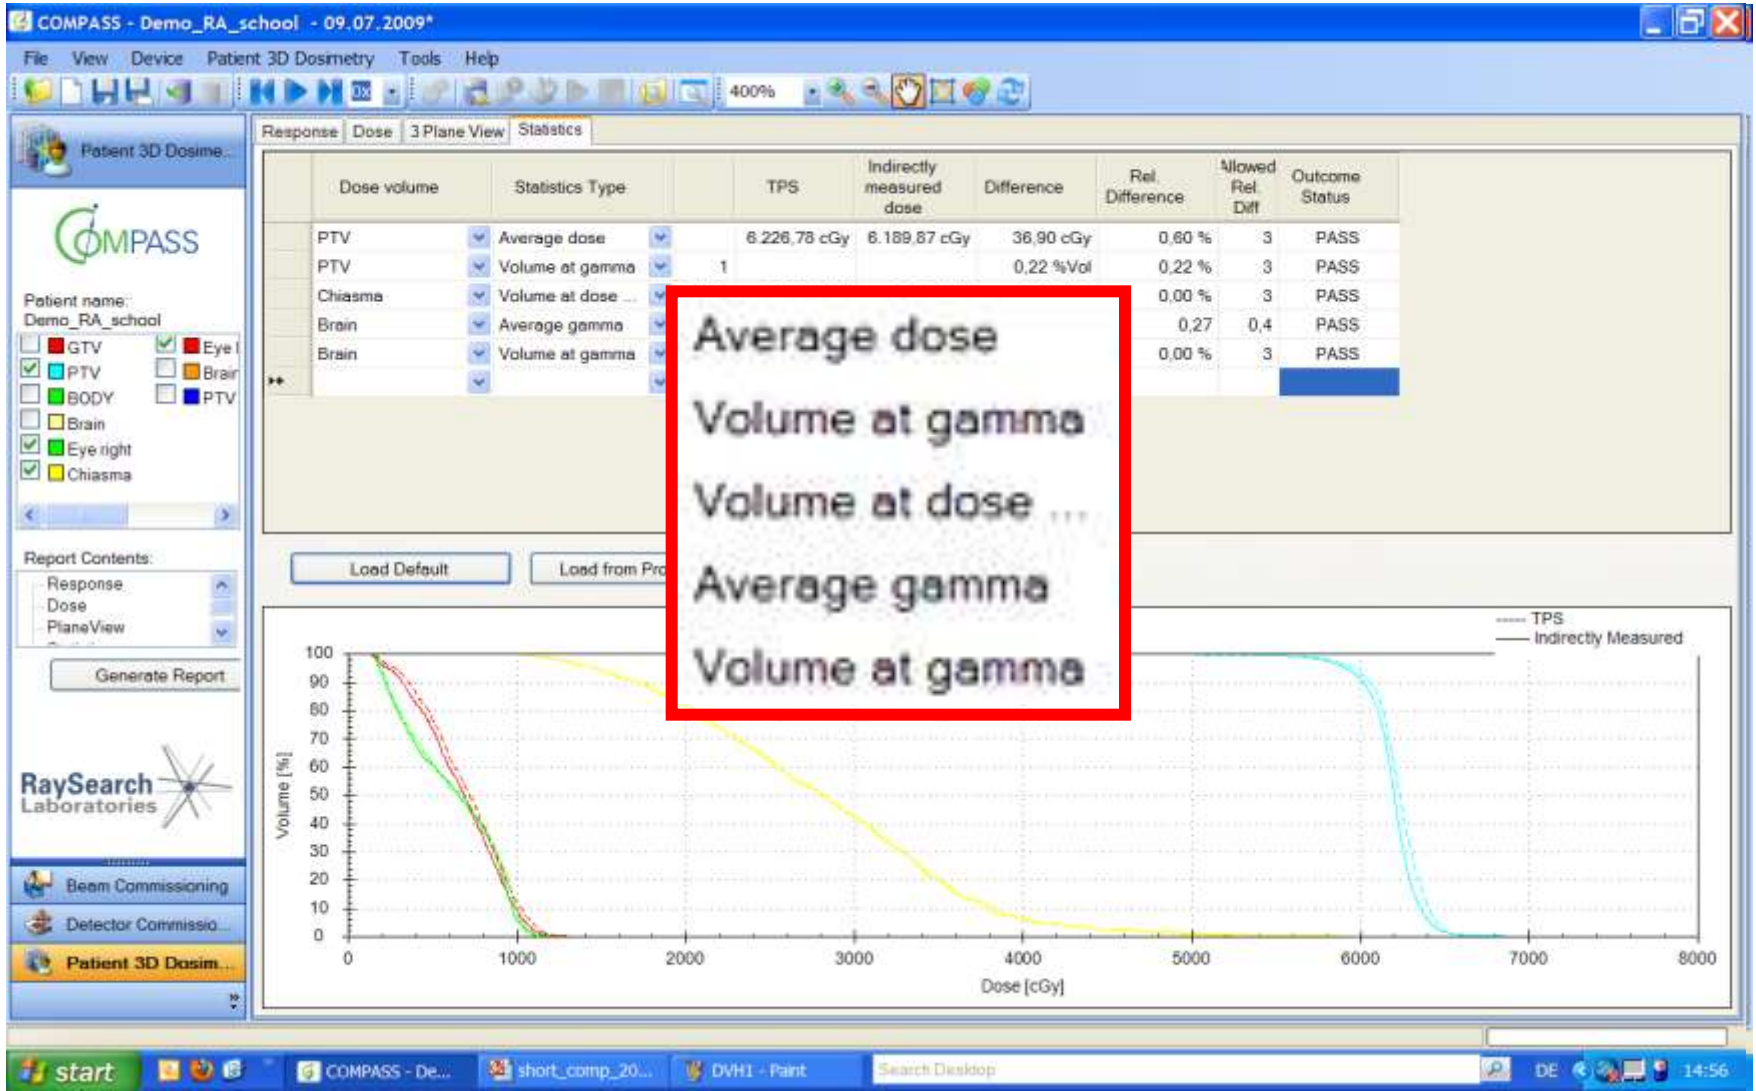 COMPASS - Demo_RA_school - 09.07.2009*
File View Device Patient 3D Dosimetry Tools Help
400%
Patient 3D Dosime...
Response Dose 3 Plane View Statistics
Dose volume Statistics Type TPS Indirectly measured dose Difference Rel. Difference Allowed Rel. Diff Outcome Status
PTV Average dose 6.226,78 cGy 6.189,87 cGy 36,90 cGy 0,60 % 3 PASS
PTV Volume at gamma 1 0,22 %Vol 0,22 % 3 PASS
Chiasma Volume at dose ... 0,00 % 3 PASS
Brain Average gamma 0,27 0,4 PASS
Brain Volume at gamma 0,00 % 3 PASS
Average dose
Volume at gamma
Volume at dose ...
Average gamma
Volume at gamma
COMPASS
Patient name:
Demo_RA_school
GTV Eye l
PTV Brain
BODY PTV
Brain
Eye right
Chiasma
Report Contents:
Response
Dose
PlaneView
Generate Report
Load Default Load from Pro
RaySearch
Laboratories
Beam Commissioning
Detector Commissio...
Patient 3D Dosim...
TPS
Indirectly Measured
Volume [%]
100
90
80
70
60
50
40
30
20
10
0
0 1000 2000 3000 4000 5000 6000 7000 8000
Dose [cGy]
start COMPASS - De... short_comp_20... DVH1 - Paint Search Desktop DE 14:56